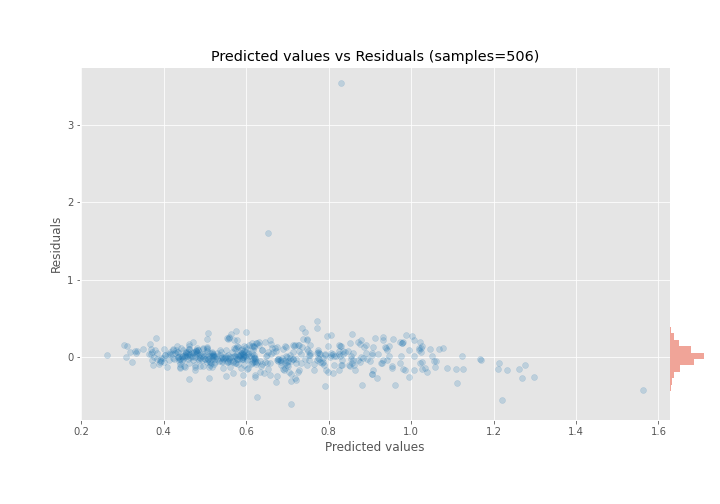 Predicted values vs Residuals (samples=506)
3
2
1
0
Residuals
0.2 0.4 0.6 0.8 1.0 1.2 1.4 1.6
Predicted values